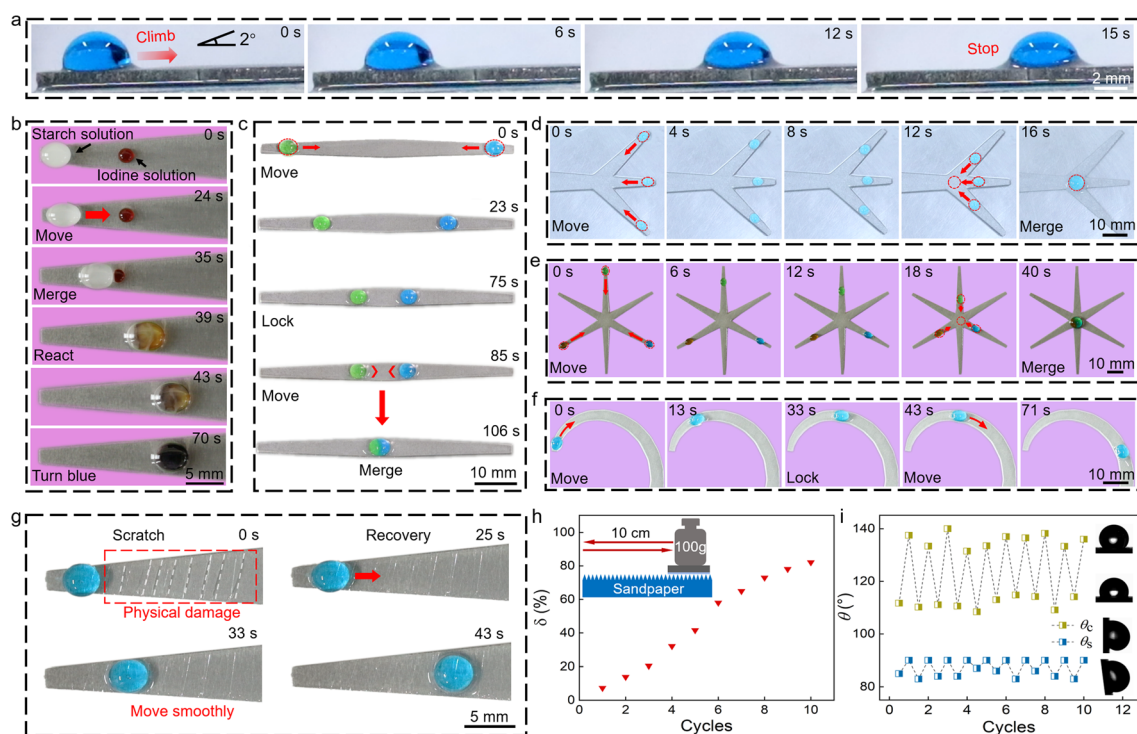 a
Climb
2°
0 s
6 s
12 s
15 s
Stop
2 mm
b
Starch solution
0 s
Iodine solution
24 s
Move
35 s
Merge
39 s
React
43 s
70 s
Turn blue
5 mm
c
0 s
Move
23 s
75 s
Lock
85 s
Move
106 s
Merge
10 mm
d
0 s
4 s
8 s
12 s
16 s
Move
Merge
10 mm
e
0 s
6 s
12 s
18 s
40 s
Move
Merge
10 mm
f
0 s
13 s
33 s
43 s
71 s
Move
Lock
Move
10 mm
g
Scratch
0 s
Recovery
25 s
Physical damage
33 s
43 s
Move smoothly
5 mm
h
100
80
60
40
20
0
δ (%)
10 cm
100g
Sandpaper
0 2 4 6 8 10
Cycles
i
140
120
100
80
θ (°)
θc
θs
0 2 4 6 8 10 12
Cycles